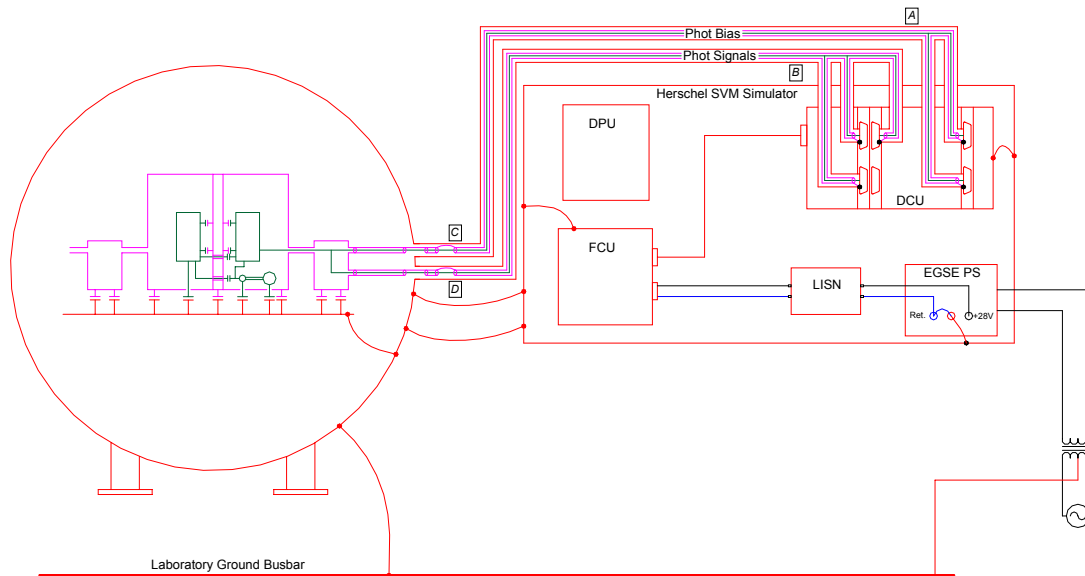 A
Phot Bias
Phot Signals
B
Herschel SVM Simulator
DPU
DCU
C
FCU
D
LISN
EGSE PS
Ret.
+28V
Laboratory Ground Busbar